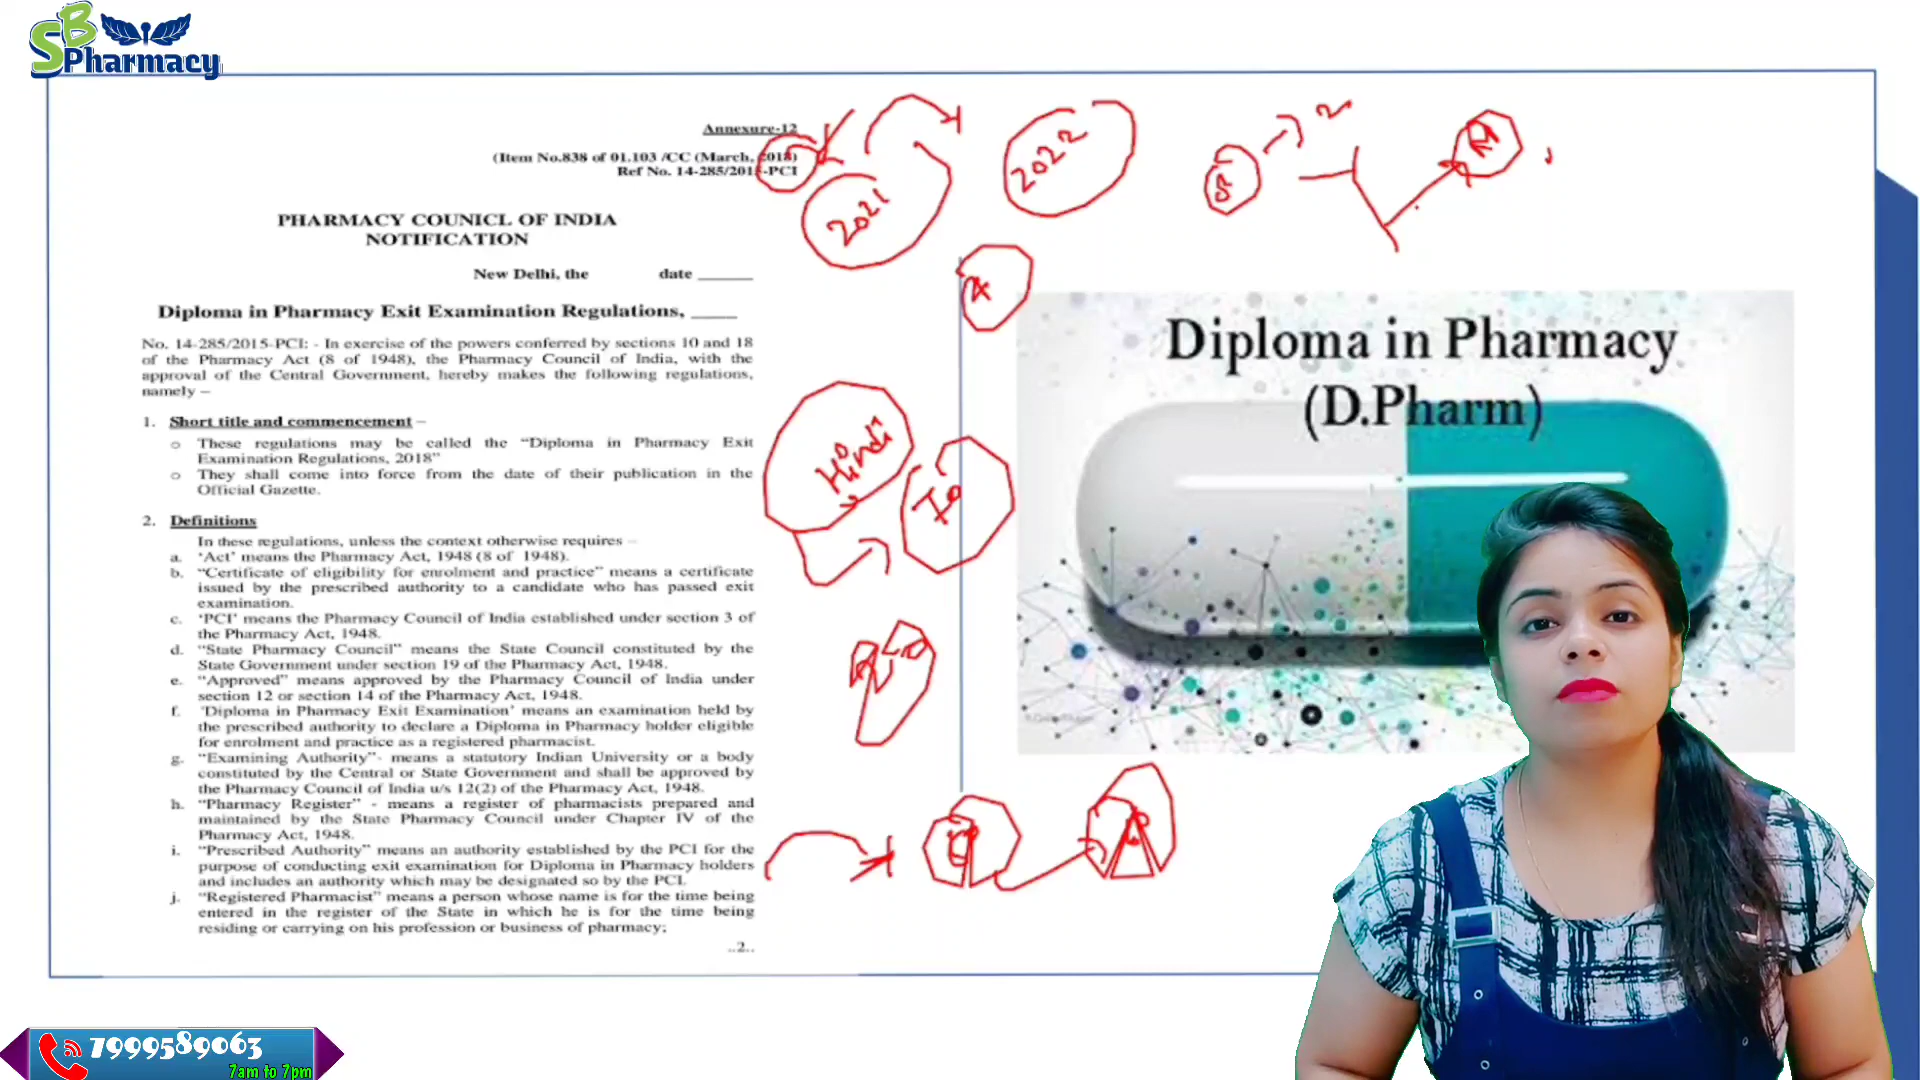 SB
Pharmacy
Annexure-12
(Item No.838 of 01.103 /CC (March, 2018)
Ref No. 14-285/2015-PCI
PHARMACY COUNICL OF INDIA
NOTIFICATION
New Delhi, the date ______
Diploma in Pharmacy Exit Examination Regulations, ____
No. 14-285/2015-PCI: - In exercise of the powers conferred by sections 10 and 18
of the Pharmacy Act (8 of 1948), the Pharmacy Council of India, with the
approval of the Central Government, hereby makes the following regulations,
namely –
1. Short title and commencement –
o These regulations may be called the “Diploma in Pharmacy Exit
Examination Regulations, 2018”
o They shall come into force from the date of their publication in the
Official Gazette.
2. Definitions
In these regulations, unless the context otherwise requires –
a. ‘Act’ means the Pharmacy Act, 1948 (8 of 1948).
b. “Certificate of eligibility for enrolment and practice” means a certificate
issued by the prescribed authority to a candidate who has passed exit
examination.
c. ‘PCI’ means the Pharmacy Council of India established under section 3 of
the Pharmacy Act, 1948.
d. “State Pharmacy Council” means the State Council constituted by the
State Government under section 19 of the Pharmacy Act, 1948.
e. “Approved” means approved by the Pharmacy Council of India under
section 12 or section 14 of the Pharmacy Act, 1948.
f. ‘Diploma in Pharmacy Exit Examination’ means an examination held by
the prescribed authority to declare a Diploma in Pharmacy holder eligible
for enrolment and practice as a registered pharmacist.
g. “Examining Authority”- means a statutory Indian University or a body
constituted by the Central or State Government and shall be approved by
the Pharmacy Council of India u/s 12(2) of the Pharmacy Act, 1948.
h. “Pharmacy Register” - means a register of pharmacists prepared and
maintained by the State Pharmacy Council under Chapter IV of the
Pharmacy Act, 1948.
i. “Prescribed Authority” means an authority established by the PCI for the
purpose of conducting exit examination for Diploma in Pharmacy holders
and includes an authority which may be designated so by the PCI.
j. “Registered Pharmacist” means a person whose name is for the time being
entered in the register of the State in which he is for the time being
residing or carrying on his profession or business of pharmacy;
..2..
2021
2022
Hindi
Diploma in Pharmacy
(D.Pharm)
7999589063
7am to 7pm